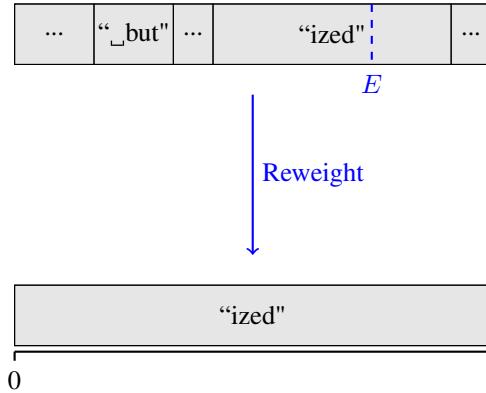 ... “␣but" ... “ized" ...
E
Reweight
“ized"
0